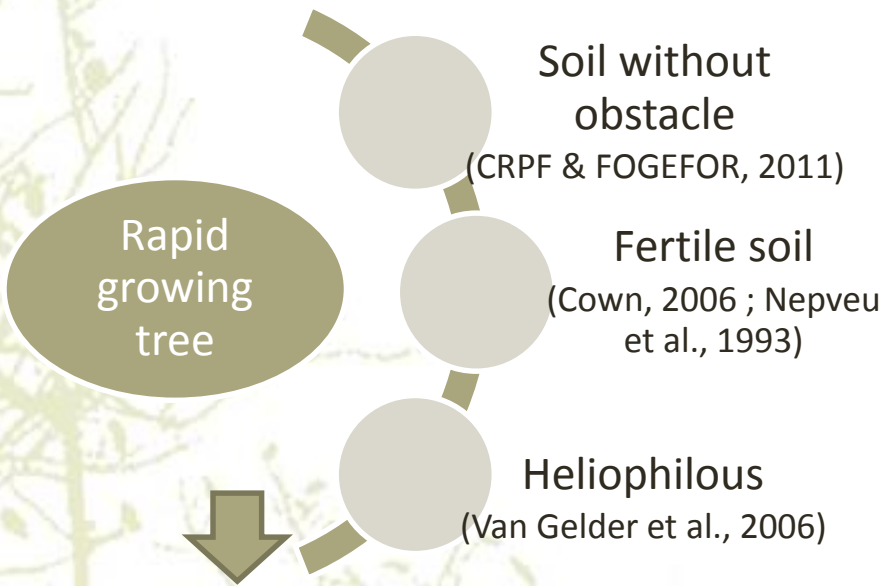 Rapid
growing
tree
Soil without
obstacle
(CRPF & FOGEFOR, 2011)
Fertile soil
(Cown, 2006 ; Nepveu
et al., 1993)
Heliophilous
(Van Gelder et al., 2006)